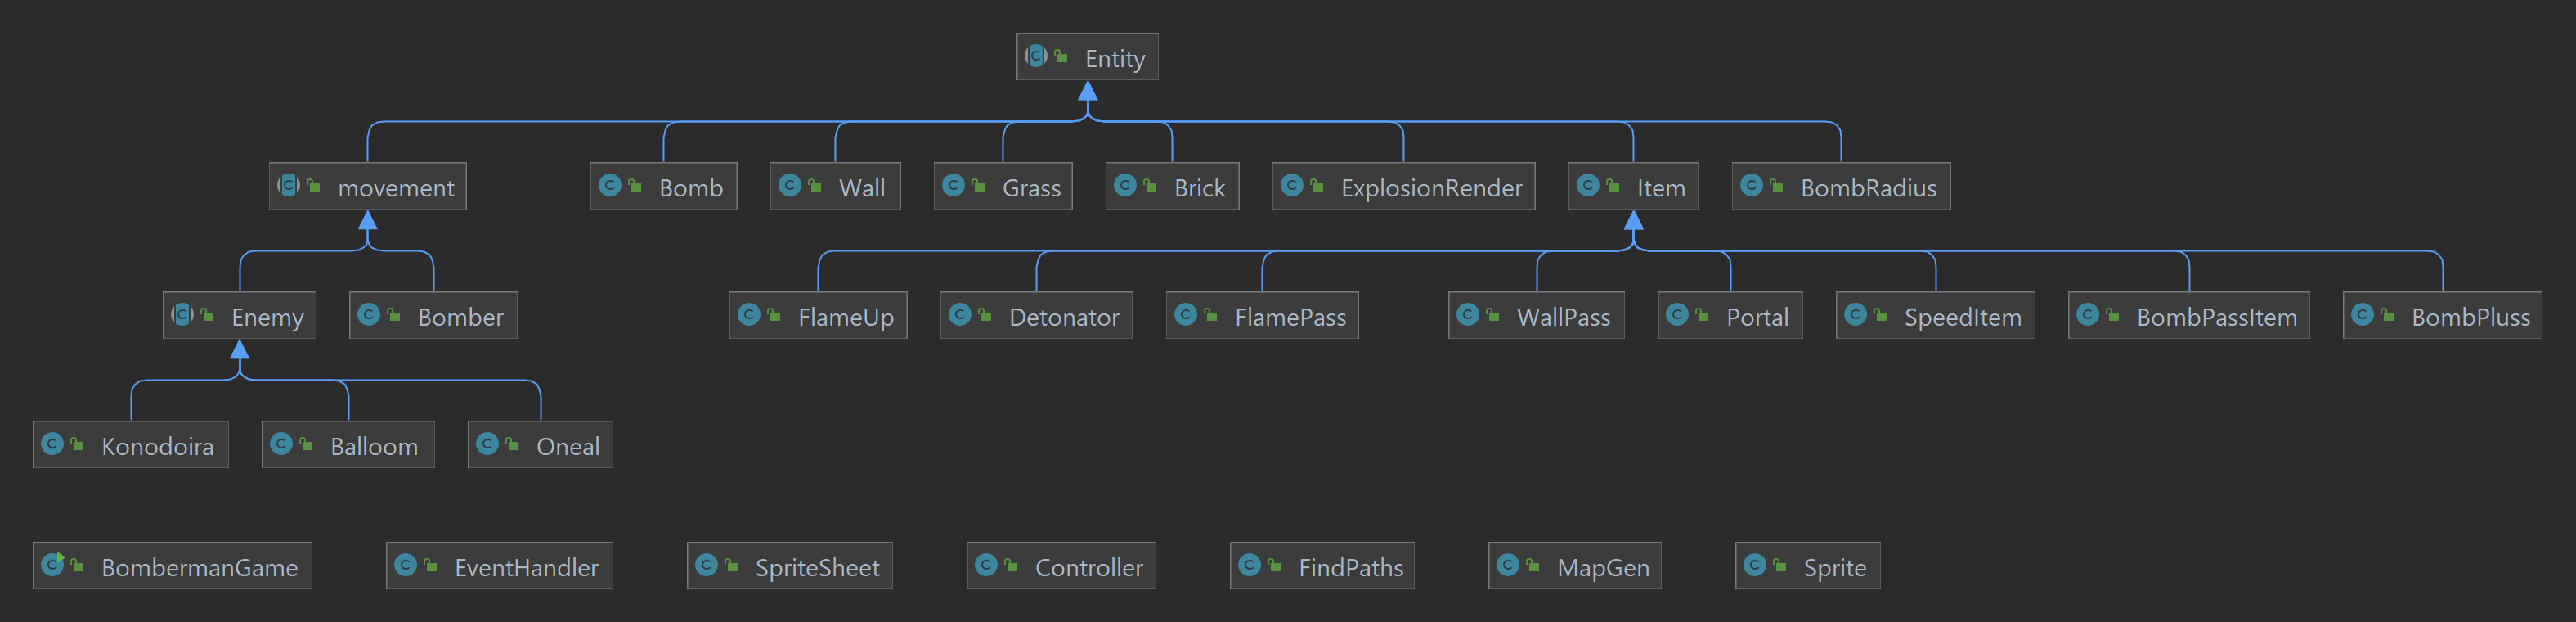 Entity
movement Bomb Wall Grass Brick ExplosionRender Item BombRadius
Enemy Bomber FlameUp Detonator FlamePass WallPass Portal SpeedItem BombPassItem BombPluss
Konodoira Balloom Oneal
BombermanGame EventHandler SpriteSheet Controller FindPaths MapGen Sprite